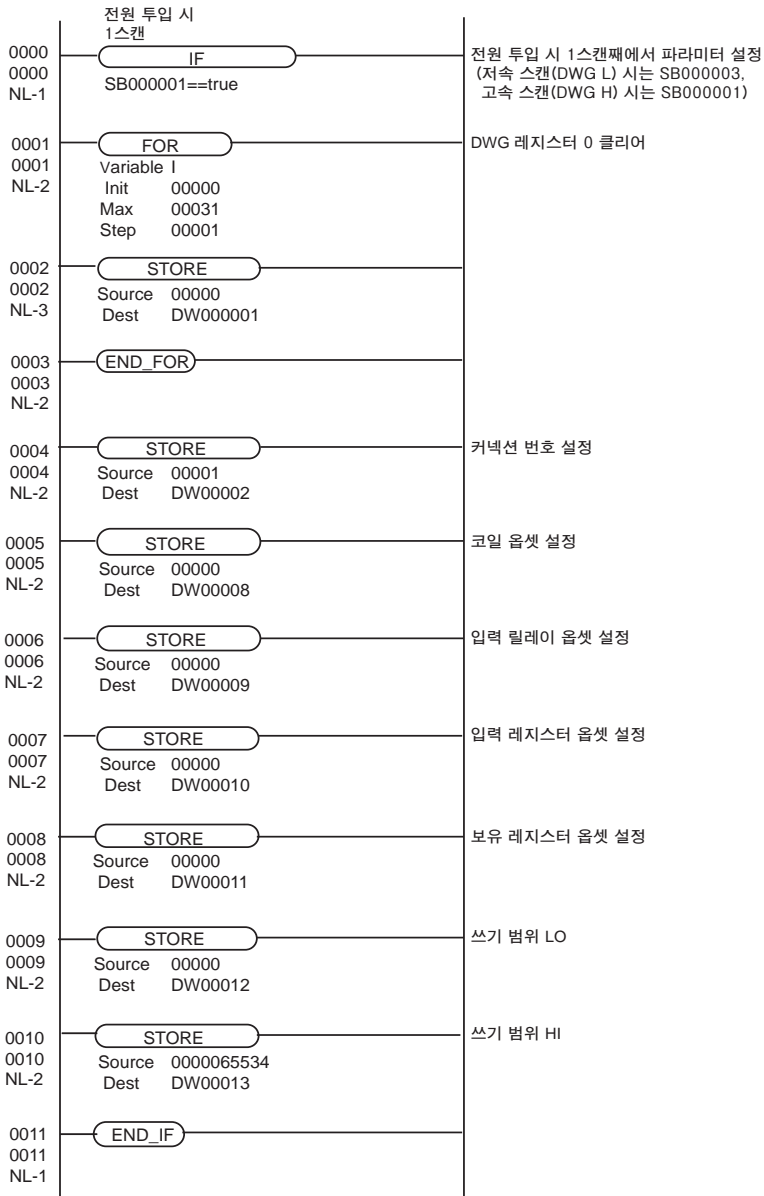 전원 투입 시
1스캔
0000
0000
NL-1
IF
SB000001==true
전원 투입 시 1스캔째에서 파라미터 설정
(저속 스캔(DWG L) 시는 SB000003,
고속 스캔(DWG H) 시는 SB000001)
0001
0001
NL-2
FOR
Variable I
Init 00000
Max 00031
Step 00001
DWG 레지스터 0 클리어
0002
0002
NL-3
STORE
Source 00000
Dest DW000001
0003
0003
NL-2
END_FOR
0004
0004
NL-2
STORE
Source 00001
Dest DW00002
커넥션 번호 설정
0005
0005
NL-2
STORE
Source 00000
Dest DW00008
코일 옵셋 설정
0006
0006
NL-2
STORE
Source 00000
Dest DW00009
입력 릴레이 옵셋 설정
0007
0007
NL-2
STORE
Source 00000
Dest DW00010
입력 레지스터 옵셋 설정
0008
0008
NL-2
STORE
Source 00000
Dest DW00011
보유 레지스터 옵셋 설정
0009
0009
NL-2
STORE
Source 00000
Dest DW00012
쓰기 범위 LO
0010
0010
NL-2
STORE
Source 0000065534
Dest DW00013
쓰기 범위 HI
0011
0011
NL-1
END_IF